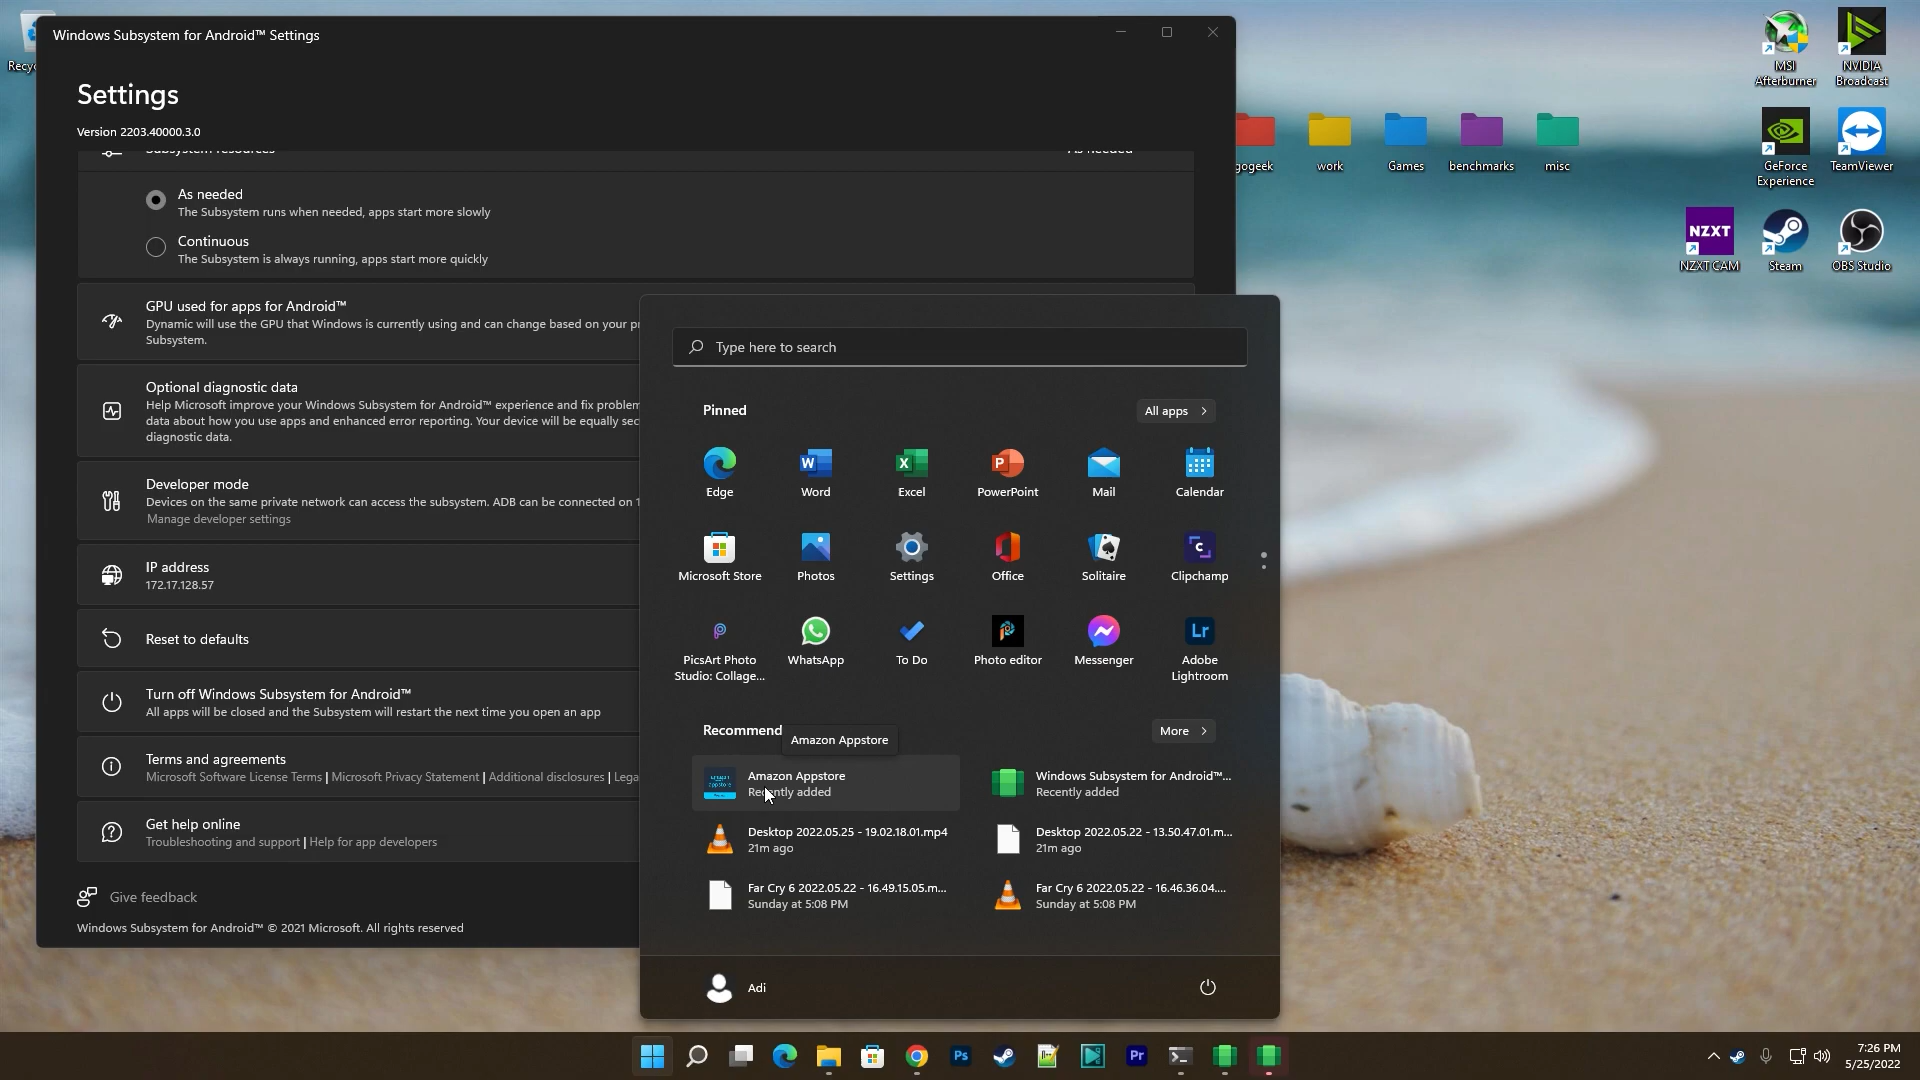 Windows Subsystem for Android™ Settings
Settings
Version 2203.40000.3.0
Subsystem resources
As needed
As needed
The Subsystem runs when needed, apps start more slowly
Continuous
The Subsystem is always running, apps start more quickly
GPU used for apps for Android™
Dynamic will use the GPU that Windows is currently using and can change based on your
Subsystem.
Optional diagnostic data
Help Microsoft improve your Windows Subsystem for Android™ experience and fix
data about how you use apps and enhanced error reporting. Your device will be equally
diagnostic data.
Developer mode
Devices on the same private network can access the subsystem. ADB can be connected on
Manage developer settings
IP address
172.17.128.57
Reset to defaults
Turn off Windows Subsystem for Android™
All apps will be closed and the Subsystem will restart the next time you open an app
Terms and agreements
Microsoft Software License Terms | Microsoft Privacy Statement | Additional disclosures | Lega
Get help online
Troubleshooting and support | Help for app developers
Give feedback
Windows Subsystem for Android™ © 2021 Microsoft. All rights reserved
Type here to search
Pinned
All apps
Edge
Word
Excel
PowerPoint
Mail
Calendar
Microsoft Store
Photos
Settings
Office
Solitaire
Clipchamp
PicsArt Photo
Studio: Collage...
WhatsApp
To Do
Photo editor
Messenger
Lr
Adobe
Lightroom
Recommend
Amazon Appstore
More
Amazon Appstore
Recently added
Windows Subsystem for Android™...
Recently added
Desktop 2022.05.25 - 19.02.18.01.mp4
21m ago
Desktop 2022.05.22 - 13.50.47.01.m...
21m ago
Far Cry 6 2022.05.22 - 16.49.15.05.m...
Sunday at 5:08 PM
Far Cry 6 2022.05.22 - 16.46.36.04....
Sunday at 5:08 PM
Adi
Recyc
gogeek
work
Games
benchmarks
misc
MSI
Afterburner
NVIDIA
Broadcast
GeForce
Experience
TeamViewer
NZXT
NZXT CAM
Steam
OBS Studio
Ps
Pr
7:26 PM
5/25/2022